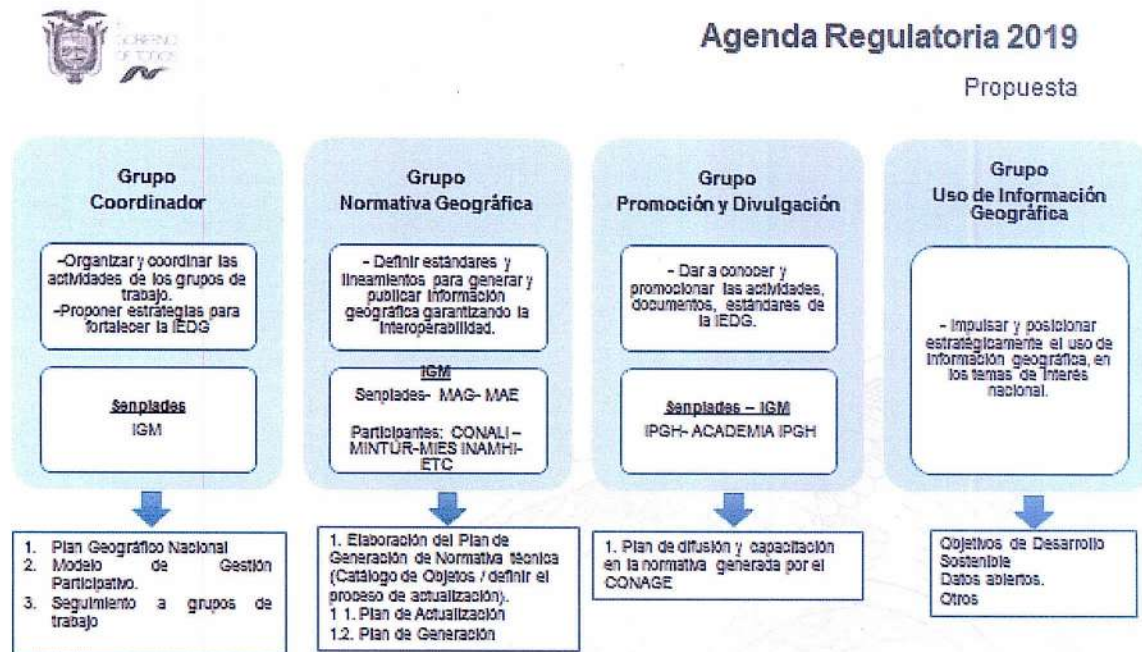 EL
GOBIERNO
DE TODOS
Agenda Regulatoria 2019
Propuesta
Grupo
Coordinador
-Organizar y coordinar las
actividades de los grupos de
trabajo.
-Proponer estrategias para
fortalecer la IEDG
Senplades
IGM
1. Plan Geográfico Nacional
2. Modelo de Gestión
Participativo.
3. Seguimiento a grupos de
trabajo
Grupo
Normativa Geográfica
- Definir estándares y
lineamientos para generar y
publicar información
geográfica garantizando la
interoperabilidad.
IGM
Senplades- MAG- MAE
Participantes: CONALI –
MINTUR-MIES INAMHI-
ETC
1. Elaboración del Plan de
Generación de Normativa técnica
(Catálogo de Objetos / definir el
proceso de actualización).
1 1. Plan de Actualización
1.2. Plan de Generación
Grupo
Promoción y Divulgación
- Dar a conocer y
promocionar las actividades,
documentos, estándares de
la IEDG.
Senplades – IGM
IPGH- ACADEMIA IPGH
1. Plan de difusión y capacitación
en la normativa generada por el
CONAGE
Grupo
Uso de Información
Geográfica
- Impulsar y posicionar
estratégicamente el uso de
información geográfica, en
los temas de interés
nacional.
Objetivos de Desarrollo
Sostenible
Datos abiertos.
Otros